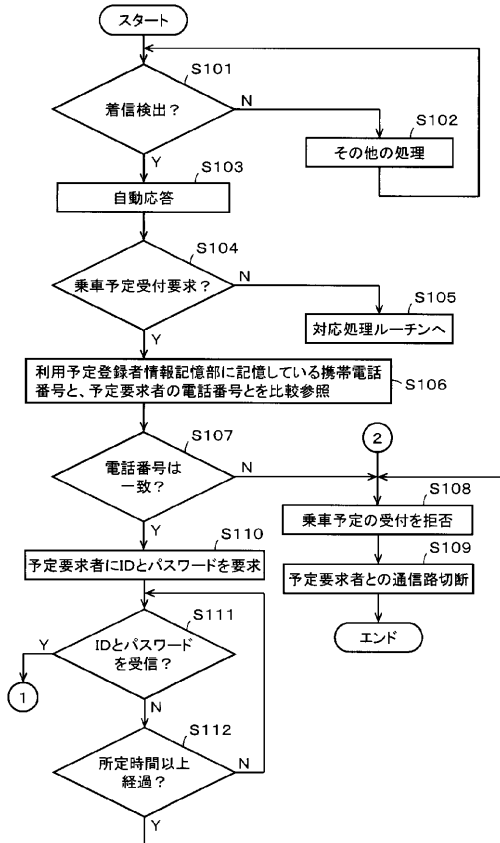 スタート
S101
着信検出?
N
S102
その他の処理
Y
S103
自動応答
S104
乗車予定受付要求?
N
S105
対応処理ルーチンへ
Y
利用予定登録者情報記憶部に記憶している携帯電話
番号と、予定要求者の電話番号とを比較参照
S106
S107
電話番号は
一致?
N
2
S108
乗車予定の受付を拒否
Y
S110
予定要求者にIDとパスワードを要求
S109
予定要求者との通信路切断
エンド
S111
IDとパスワード
を受信?
Y
1
N
S112
所定時間以上
経過?
N
Y